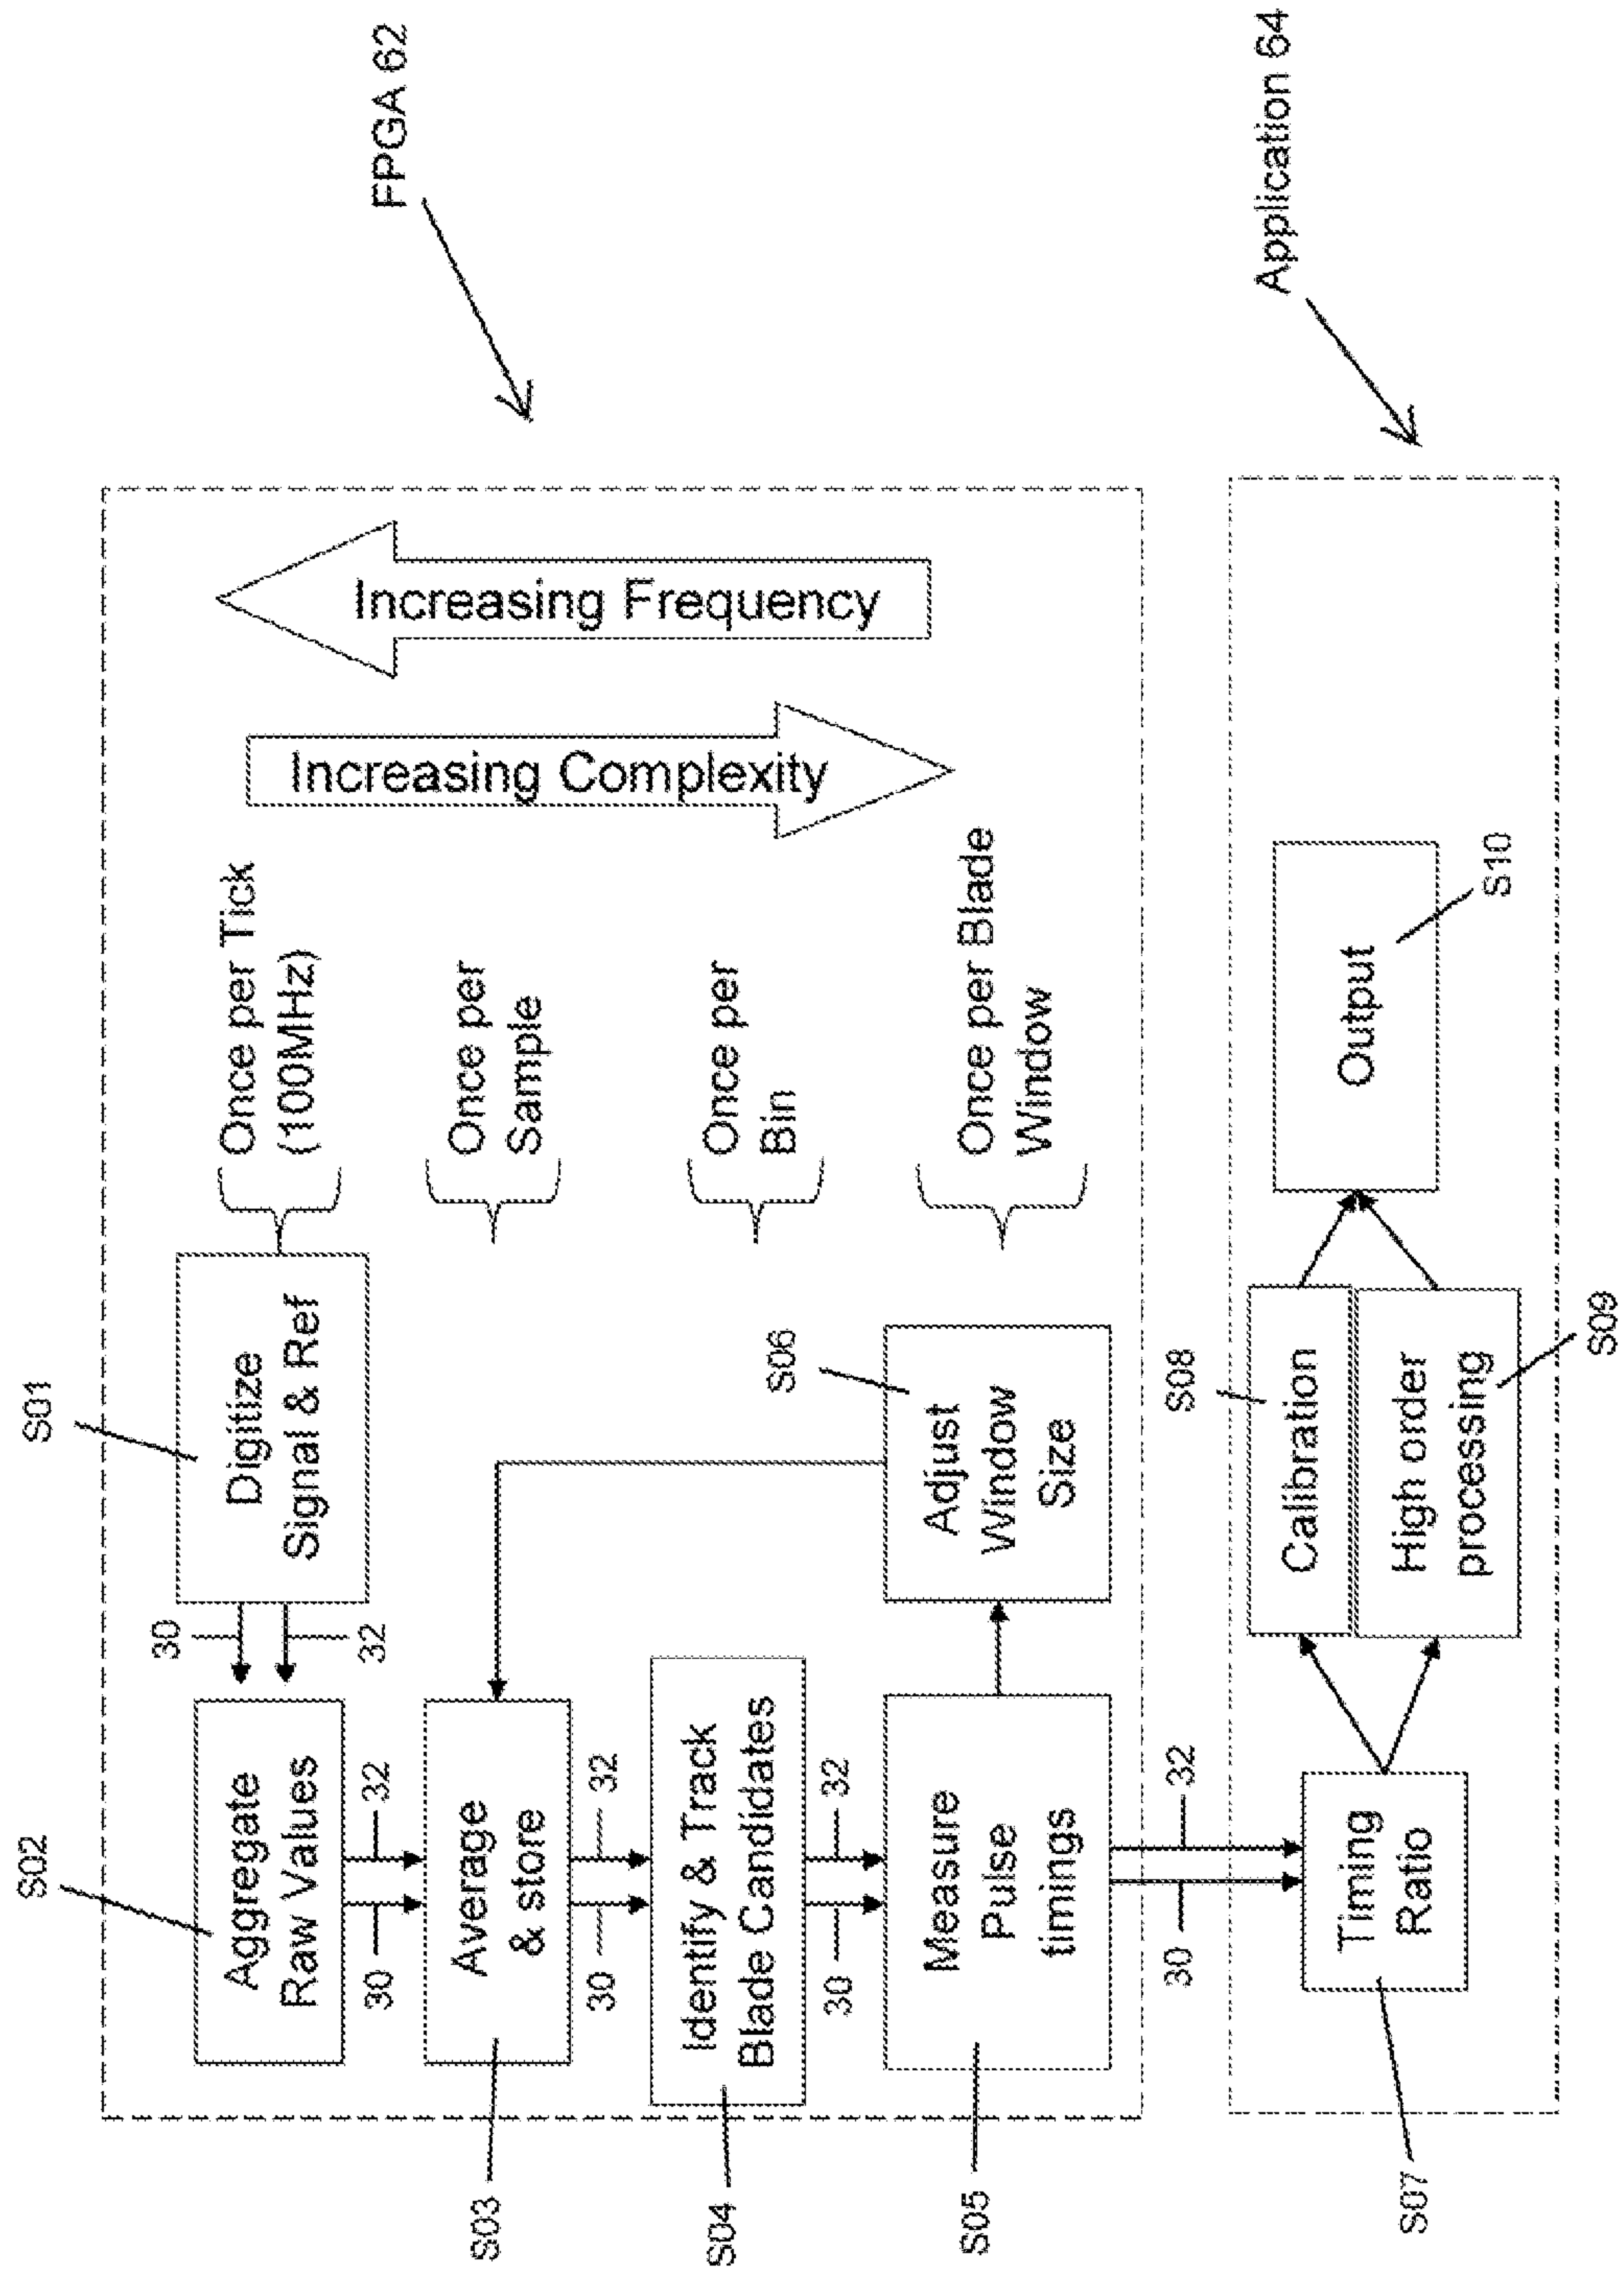 S02
Aggregate
Raw Values
30
32
S01
Digitize
Signal & Ref
Once per Tick
(100MHz)
30
32
S03
Average
& store
Once per
Sample
30
32
S04
Identify & Track
Blade Candidates
Once per
Bin
30
32
S05
Measure
Pulse
timings
S06
Adjust
Window
Size
Once per Blade
Window
Increasing Complexity
Increasing Frequency
FPGA 62
30
32
S07
Timing
Ratio
S08
Calibration
High order
processing
S09
Output
S10
Application 64